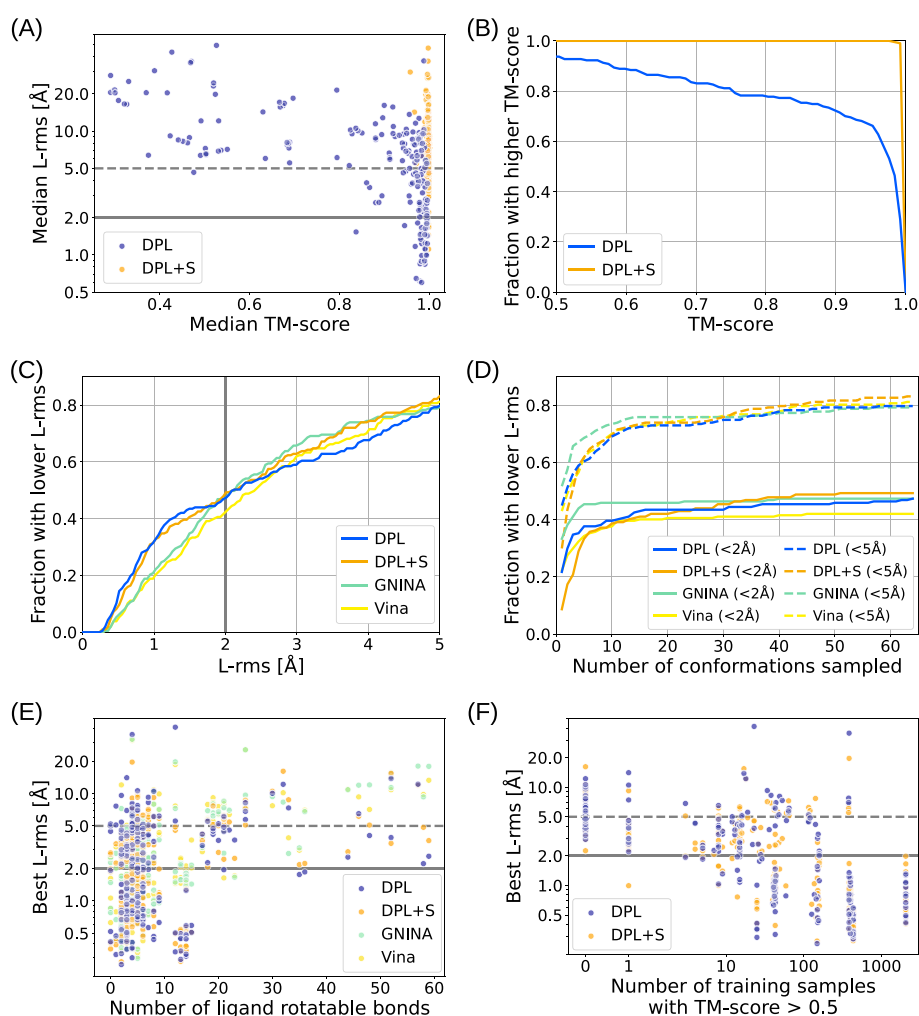 (A)
Median L-rms [Å]
20.0
10.0
5.0
2.0
1.0
0.5
DPL
DPL+S
0.4 0.6 0.8 1.0
Median TM-score
(B)
Fraction with higher TM-score
1.0
0.8
0.6
0.4
0.2
0.0
DPL
DPL+S
0.5 0.6 0.7 0.8 0.9 1.0
TM-score
(C)
Fraction with lower L-rms
0.8
0.6
0.4
0.2
0.0
DPL
DPL+S
GNINA
Vina
0 1 2 3 4 5
L-rms [Å]
(D)
Fraction with lower L-rms
0.8
0.6
0.4
0.2
0.0
DPL (<2Å) DPL (<5Å)
DPL+S (<2Å) DPL+S (<5Å)
GNINA (<2Å) GNINA (<5Å)
Vina (<2Å) Vina (<5Å)
0 10 20 30 40 50 60
Number of conformations sampled
(E)
Best L-rms [Å]
20.0
10.0
5.0
2.0
1.0
0.5
DPL
DPL+S
GNINA
Vina
0 10 20 30 40 50 60
Number of ligand rotatable bonds
(F)
Best L-rms [Å]
20.0
10.0
5.0
2.0
1.0
0.5
DPL
DPL+S
0 1 10 100 1000
Number of training samples
with TM-score > 0.5